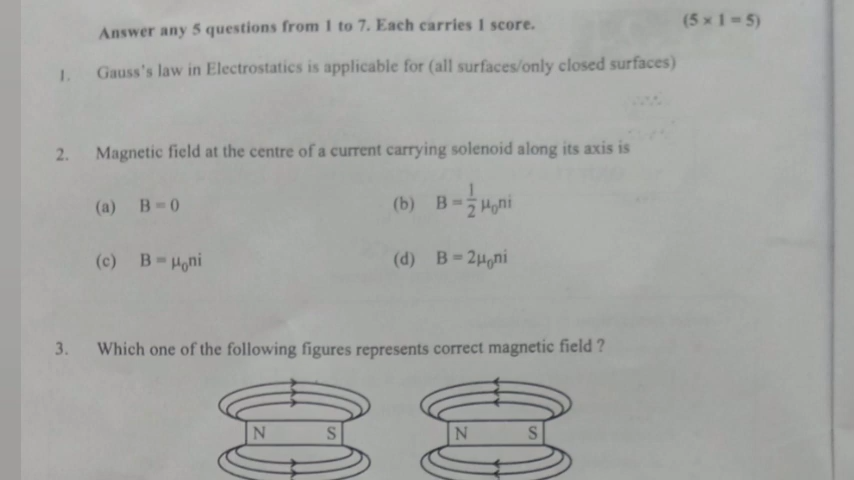 Answer any 5 questions from 1 to 7. Each carries 1 score. (5 × 1 = 5)
1. Gauss's law in Electrostatics is applicable for (all surfaces/only closed surfaces)
2. Magnetic field at the centre of a current carrying solenoid along its axis is
(a) B = 0 (b) B = 1/2 μ₀ni
(c) B = μ₀ni (d) B = 2μ₀ni
3. Which one of the following figures represents correct magnetic field ?
N S N S